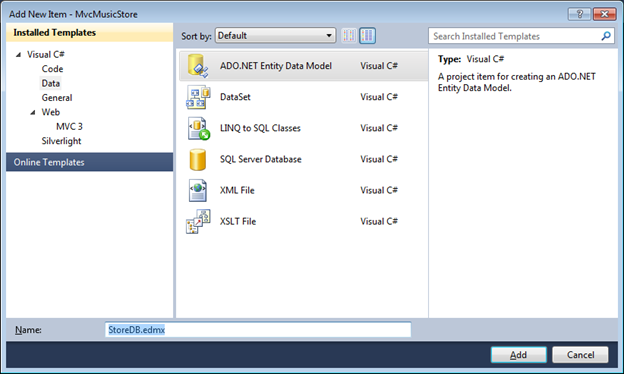 Add New Item - MvcMusicStore
Installed Templates
Visual C#
Code
Data
General
Web
MVC 3
Silverlight
Online Templates
Sort by: Default
ADO.NET Entity Data Model Visual C#
DataSet Visual C#
LINQ to SQL Classes Visual C#
SQL Server Database Visual C#
XML File Visual C#
XSLT File Visual C#
Search Installed Templates
Type: Visual C#
A project item for creating an ADO.NET
Entity Data Model.
Name: StoreDB.edmx
Add Cancel